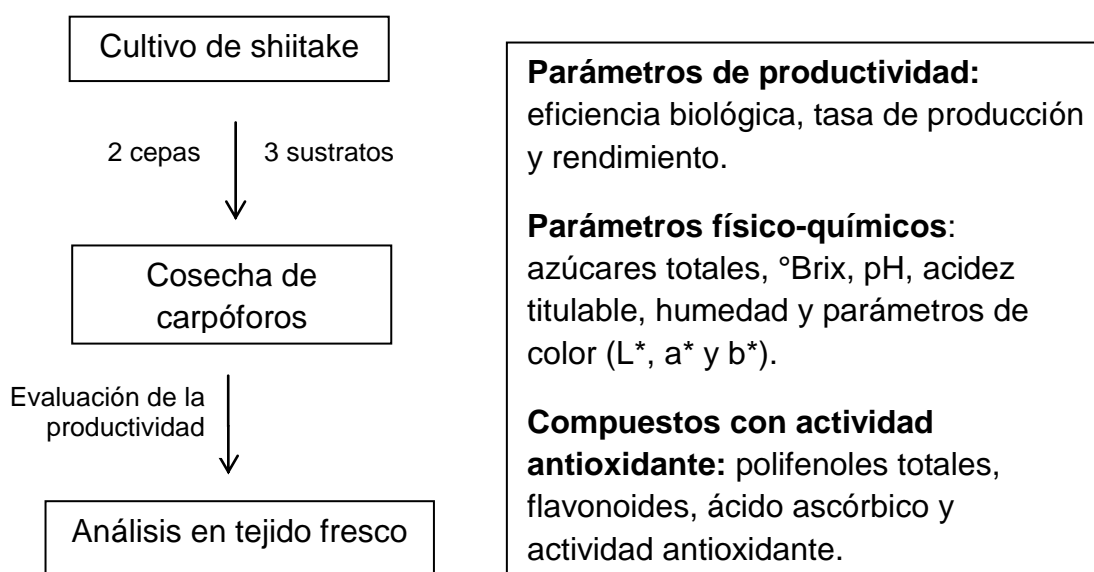 Cultivo de shiitake
2 cepas
3 sustratos
Cosecha de
carpóforos
Evaluación de la
productividad
Análisis en tejido fresco
Parámetros de productividad:
eficiencia biológica, tasa de producción
y rendimiento.
Parámetros físico-químicos:
azúcares totales, °Brix, pH, acidez
titulable, humedad y parámetros de
color (L*, a* y b*).
Compuestos con actividad
antioxidante: polifenoles totales,
flavonoides, ácido ascórbico y
actividad antioxidante.